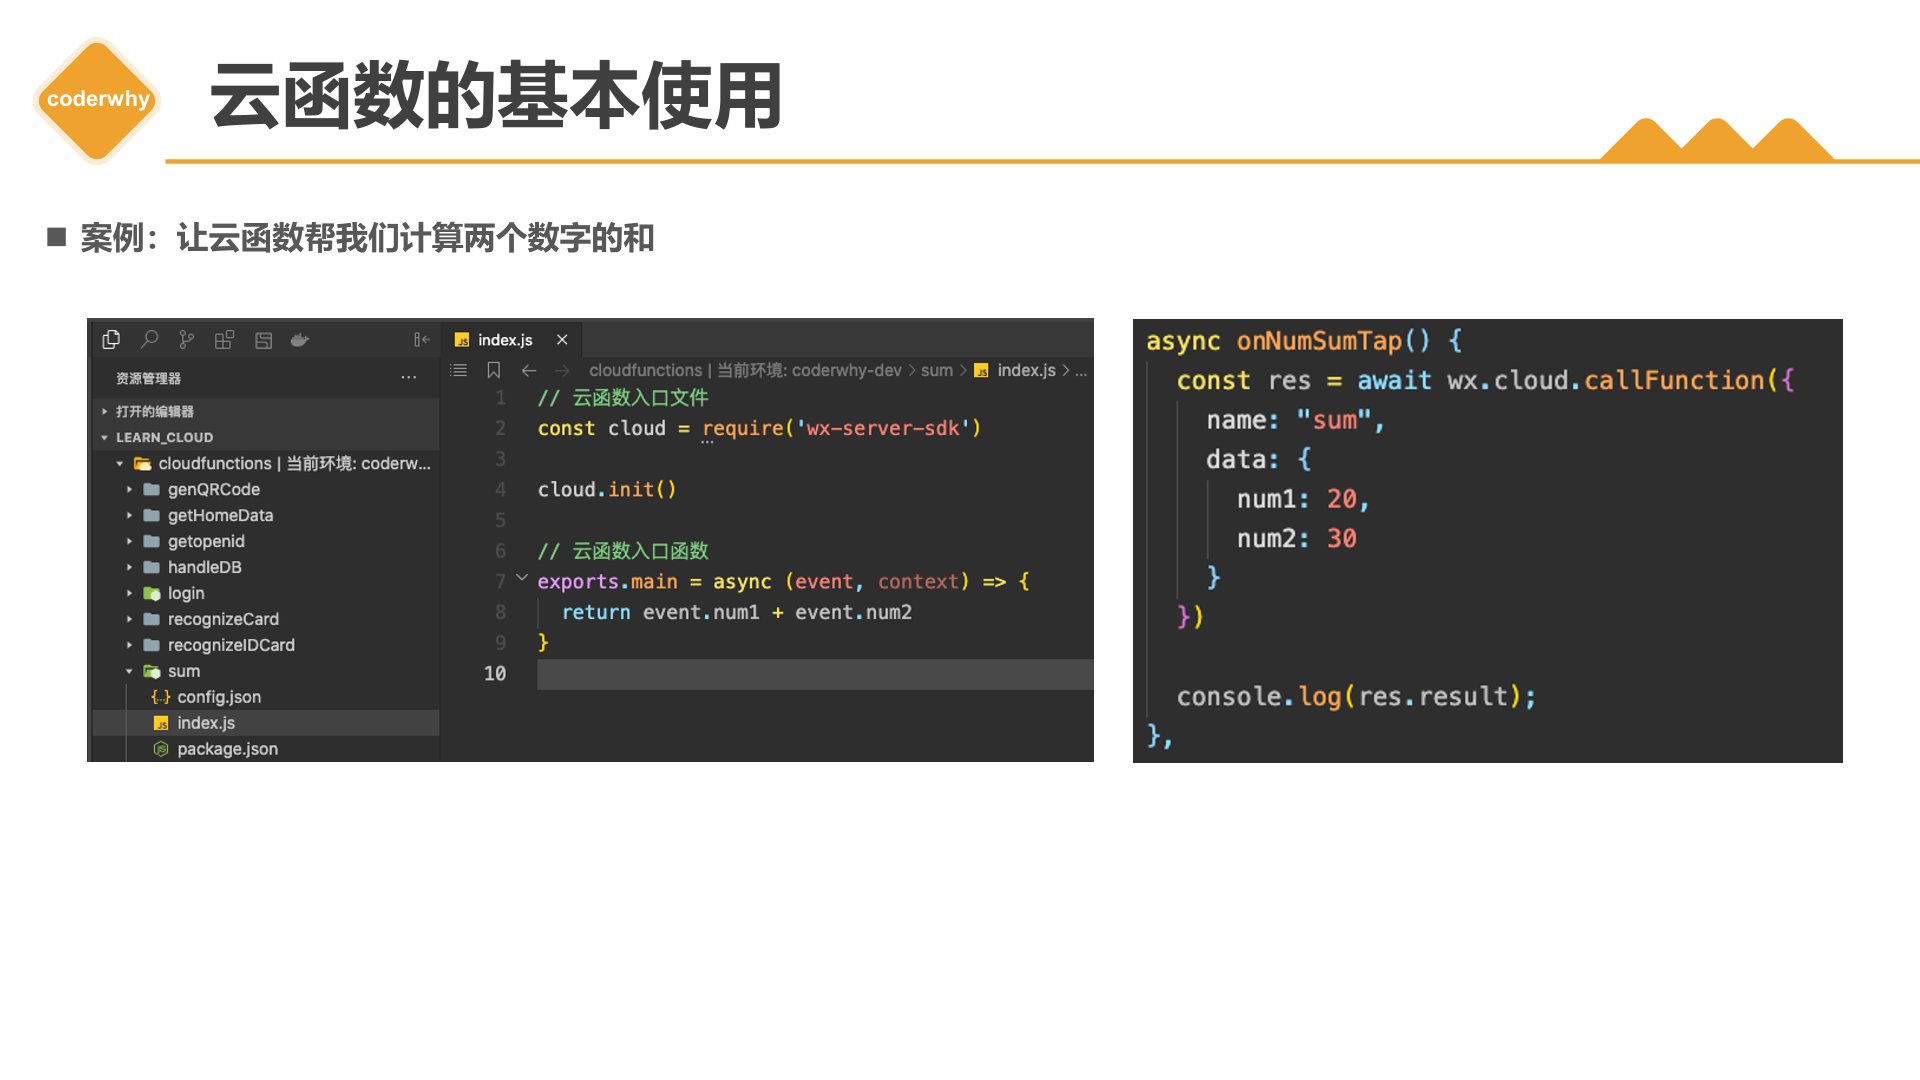 coderwhy
云函数的基本使用
案例：让云函数帮我们计算两个数字的和
资源管理器
打开的编辑器
LEARN_CLOUD
cloudfunctions | 当前环境: coderw...
genQRCode
getHomeData
getopenid
handleDB
login
recognizeCard
recognizeIDCard
sum
config.json
index.js
package.json
index.js
cloudfunctions | 当前环境: coderwhy-dev > sum > index.js > ...
1 // 云函数入口文件
2 const cloud = require('wx-server-sdk')
3
4 cloud.init()
5
6 // 云函数入口函数
7 exports.main = async (event, context) => {
8 return event.num1 + event.num2
9 }
10
async onNumSumTap() {
const res = await wx.cloud.callFunction({
name: "sum",
data: {
num1: 20,
num2: 30
}
})
console.log(res.result);
},